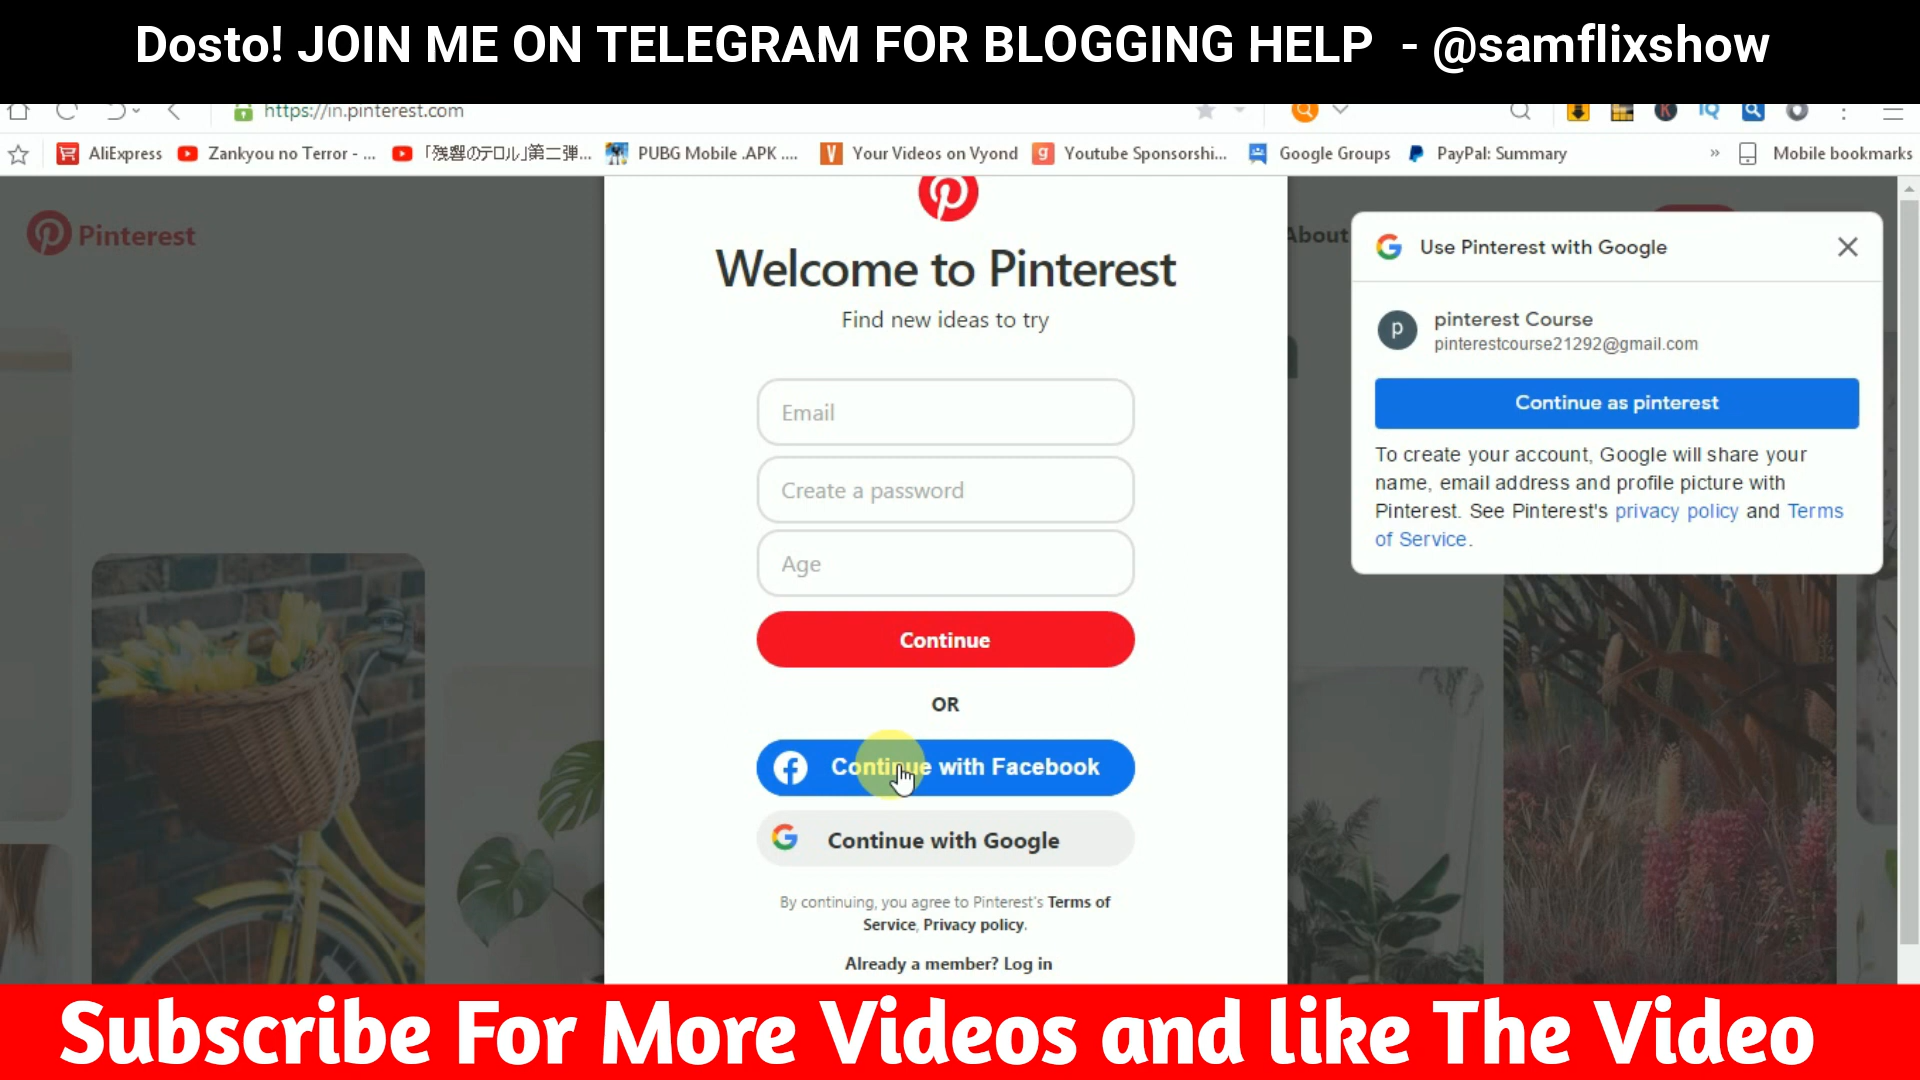 Dosto! JOIN ME ON TELEGRAM FOR BLOGGING HELP - @samflixshow
https://in.pinterest.com
AliExpress Zankyou no Terror - ... 「残響のテロル」第二弾... PUBG Mobile .APK .... Your Videos on Vyond Youtube Sponsorshi... Google Groups PayPal: Summary » Mobile bookmarks
Pinterest
About
Welcome to Pinterest
Find new ideas to try
Email
Create a password
Age
Continue
OR
Continue with Facebook
Continue with Google
By continuing, you agree to Pinterest's Terms of
Service, Privacy policy.
Already a member? Log in
Use Pinterest with Google
p
pinterest Course
pinterestcourse21292@gmail.com
Continue as pinterest
To create your account, Google will share your
name, email address and profile picture with
Pinterest. See Pinterest's privacy policy and Terms
of Service.
Subscribe For More Videos and like The Video